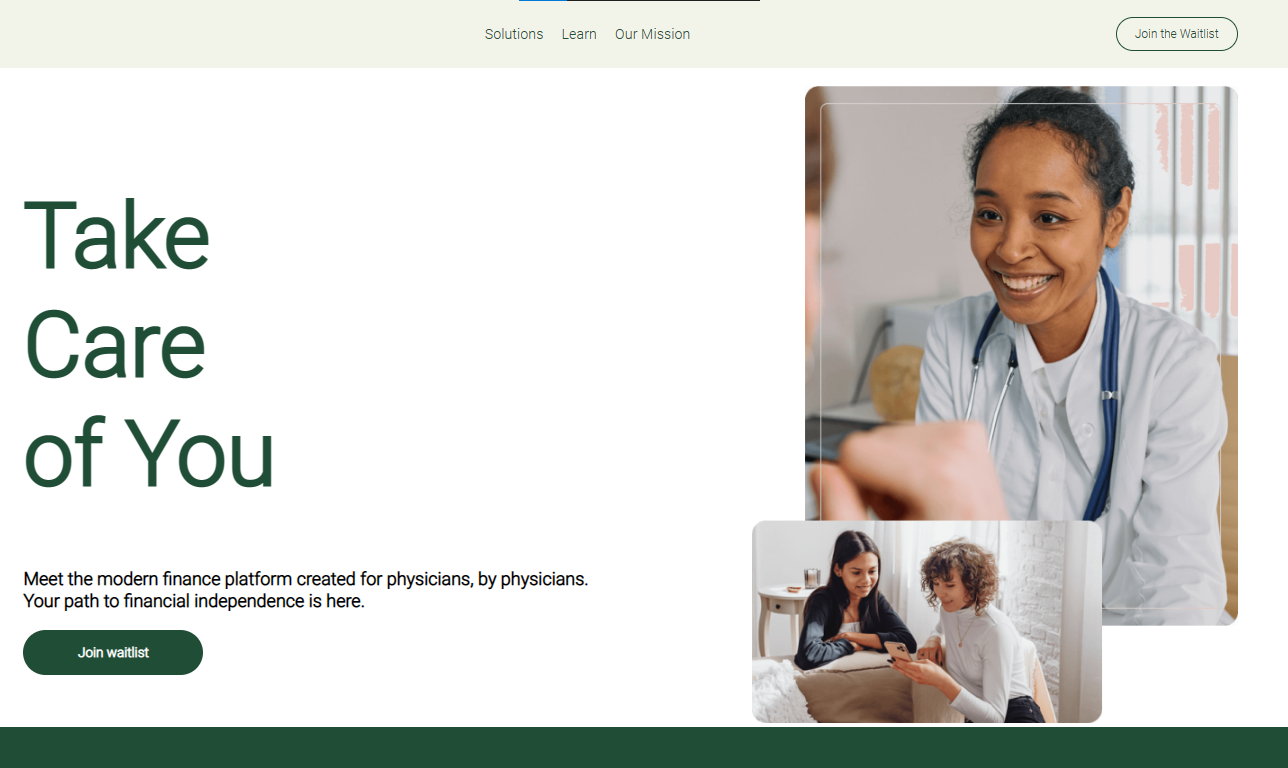 Solutions Learn Our Mission Join the Waitlist
Take
Care
of You
Meet the modern finance platform created for physicians, by physicians.
Your path to financial independence is here.
Join waitlist